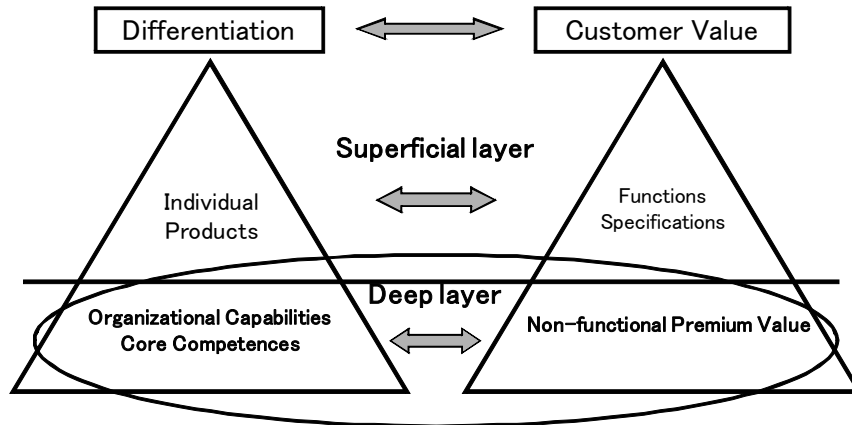 Differentiation
Customer Value
Superficial layer
Individual
Products
Functions
Specifications
Deep layer
Organizational Capabilities
Core Competences
Non-functional Premium Value